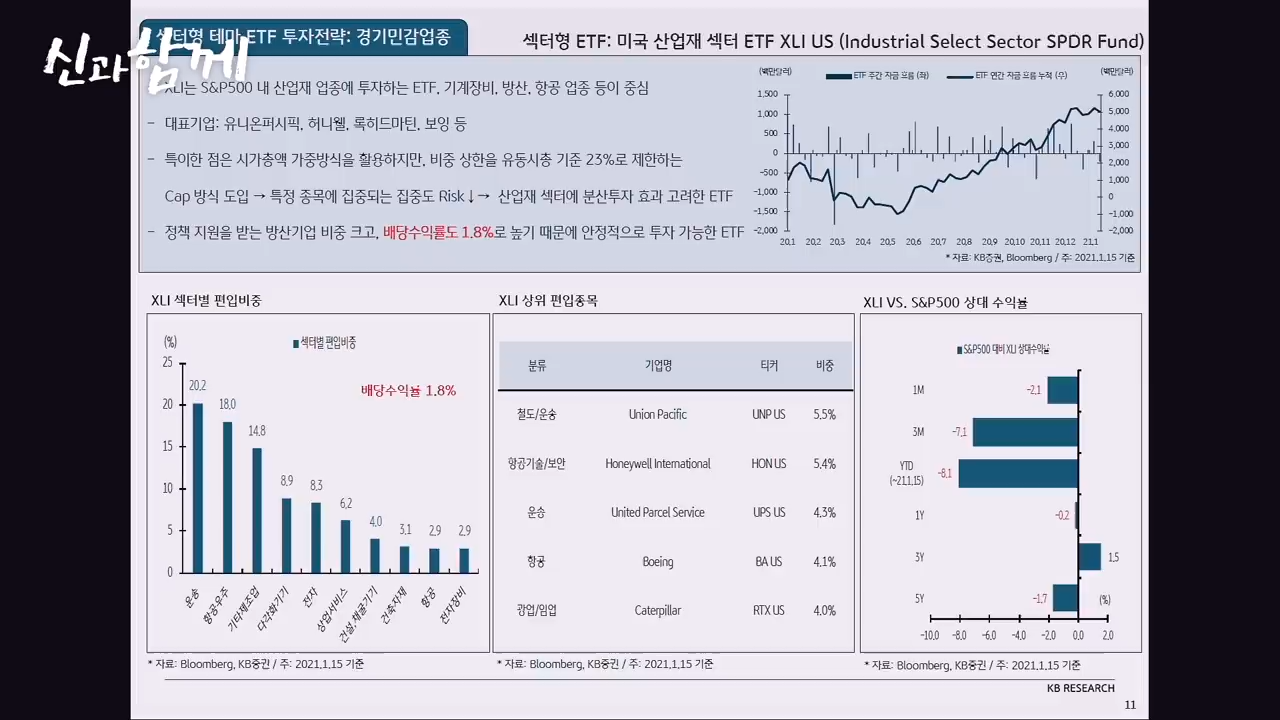 섹터형 테마 ETF 투자전략: 경기민감업종
신과함께
섹터형 ETF: 미국 산업재 섹터 ETF XLI US (Industrial Select Sector SPDR Fund)
XLI는 S&P500 내 산업재 업종에 투자하는 ETF, 기계장비, 방산, 항공 업종 등이 중심
- 대표기업: 유니온퍼시픽, 허니웰, 록히드마틴, 보잉 등
- 특이한 점은 시가총액 가중방식을 활용하지만, 비중 상한을 유동시총 기준 23%로 제한하는
Cap 방식 도입 → 특정 종목에 집중되는 집중도 Risk↓→ 산업재 섹터에 분산투자 효과 고려한 ETF
- 정책 지원을 받는 방산기업 비중 크고, 배당수익률도 1.8%로 높기 때문에 안정적으로 투자 가능한 ETF
(백만달러) ETF 주간 자금 흐름 (좌) ETF 연간 자금 흐름 누적 (우) (백만달러)
1,500 6,000
1,000 5,000
500 4,000
0 3,000
-500 2,000
1,000
-1,000 0
-1,500 -1,000
-2,000 -2,000
20.1 20.2 20.3 20.4 20.5 20.6 20.7 20.8 20.9 20.10 20.11 20.12 21.1
* 자료: KB증권, Bloomberg / 주: 2021.1.15 기준
XLI 섹터별 편입비중
(%)
섹터별 편입비중
배당수익률 1.8%
25
20
15
10
5
0
20.2 18.0 14.8 8.9 8.3 6.2 4.0 3.1 2.9 2.9
운송 항공우주 기타제조업 다각화기기 전자 상업서비스 건설,채굴기기 건축자재 항공 전자장비
* 자료: Bloomberg, KB증권 / 주: 2021.1.15 기준
XLI 상위 편입종목
분류 기업명 티커 비중
철도/운송 Union Pacific UNP US 5.5%
항공기술/보안 Honeywell International HON US 5.4%
운송 United Parcel Service UPS US 4.3%
항공 Boeing BA US 4.1%
광업/임업 Caterpillar RTX US 4.0%
* 자료: Bloomberg, KB증권 / 주: 2021.1.15 기준
XLI VS. S&P500 상대 수익률
S&P500 대비 XLI 상대수익률
1M -2.1
3M -7.1
YTD
(~21.1.15) -8.1
1Y -0.2
3Y 1.5
5Y -1.7 (%)
-10.0 -8.0 -6.0 -4.0 -2.0 0.0 2.0
* 자료: Bloomberg, KB증권 / 주: 2021.1.15 기준
KB RESEARCH
11